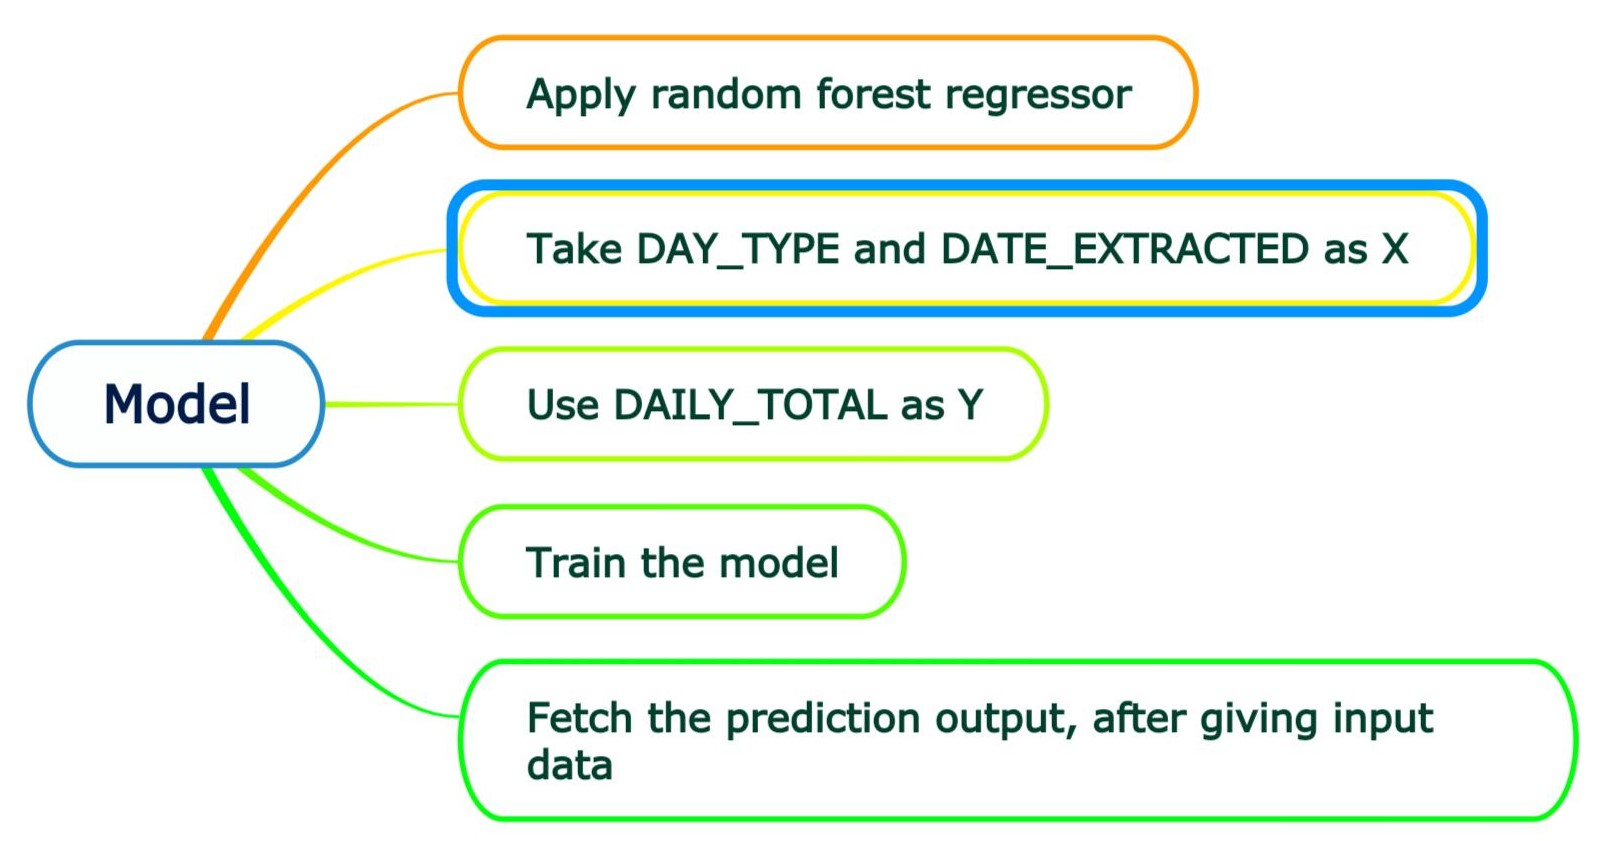 Apply random forest regressor
Take DAY_TYPE and DATE_EXTRACTED as X
Model
Use DAILY_TOTAL as Y
Train the model
Fetch the prediction output, after giving input
data